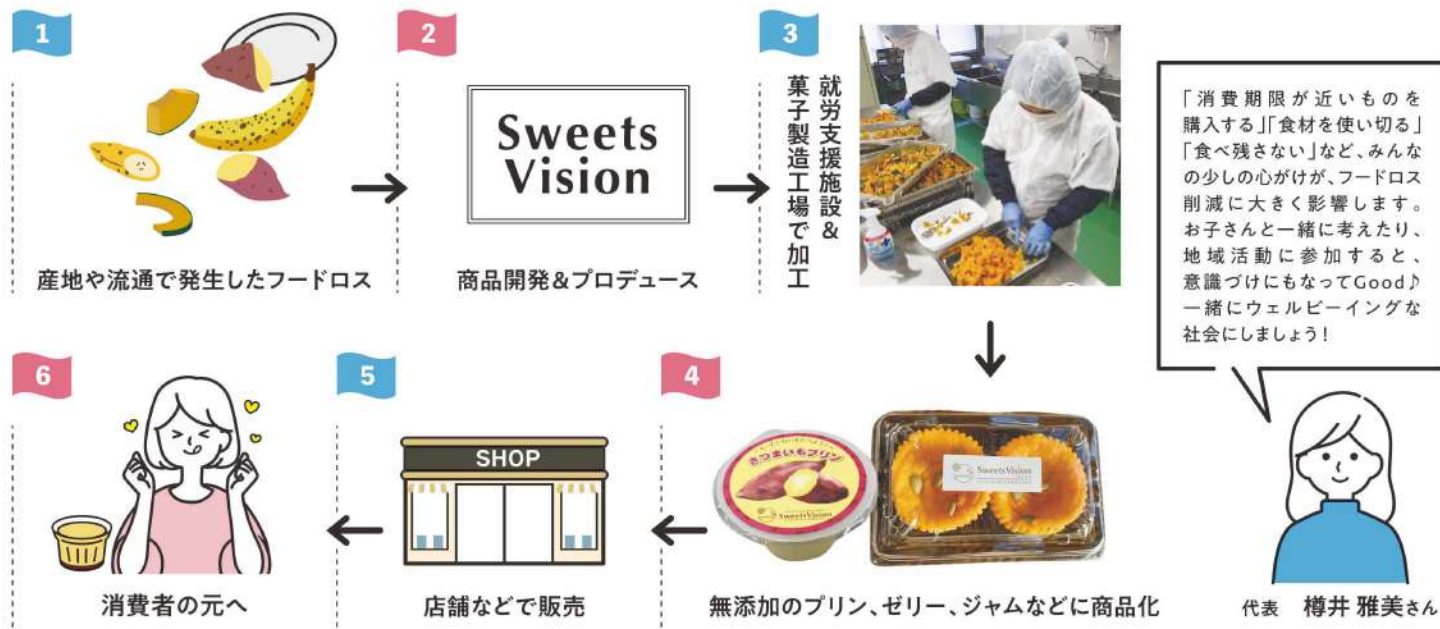 1
産地や流通で発生したフードロス
2
Sweets
Vision
商品開発&プロデュース
3
就労支援施設&
菓子製造工場で加工
4
さつまいもプリン
SweetsVision
SweetsVision
無添加のプリン、ゼリー、ジャムなどに商品化
5
SHOP
店舗などで販売
6
消費者の元へ
「消費期限が近いものを
購入する」「食材を使い切る」
「食べ残さない」など、みんな
の少しの心がけが、フードロス
削減に大きく影響します。
お子さんと一緒に考えたり、
地域活動に参加すると、
意識づけにもなってGood♪
一緒にウェルビーイングな
社会にしましょう!
代表 樽井 雅美さん